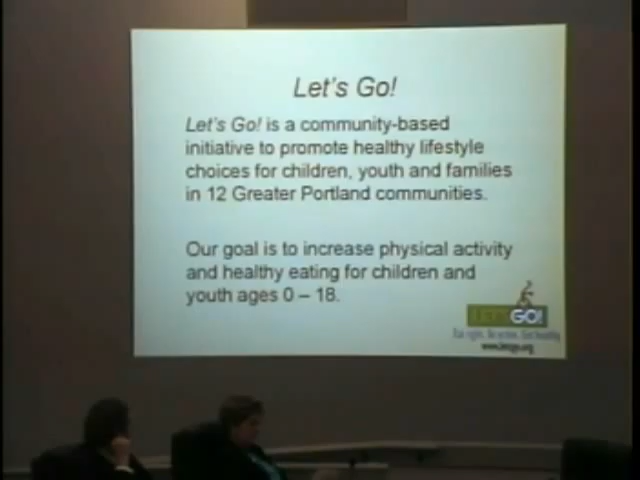 Let's Go!
Let's Go! is a community-based
initiative to promote healthy lifestyle
choices for children, youth and families
in 12 Greater Portland communities.
Our goal is to increase physical activity
and healthy eating for children and
youth ages 0 – 18.
LET'S GO!